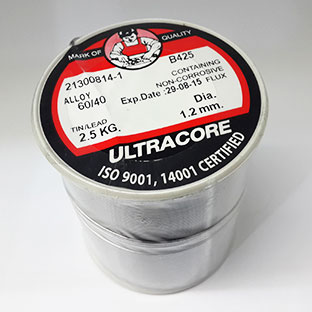 MARK OF QUALITY
21300814-1 B425
ALLOY CONTAINING
60/40 NON-CORROSIVE
Exp.Date :29-08-15 FLUX
TIN/LEAD Dia.
2.5 KG. 1.2 mm.
ULTRACORE
ISO 9001, 14001 CERTIFIED